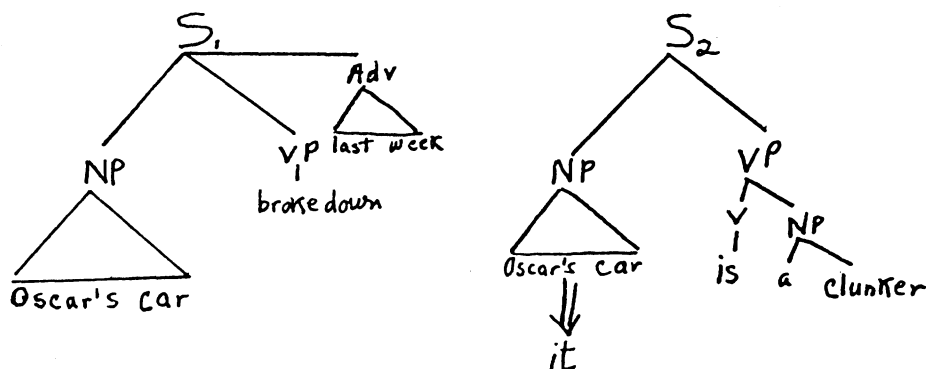 S1 S2
Adv
last week
NP VP NP VP
broke down
V NP
Oscar's car Oscar's car is a clunker
it